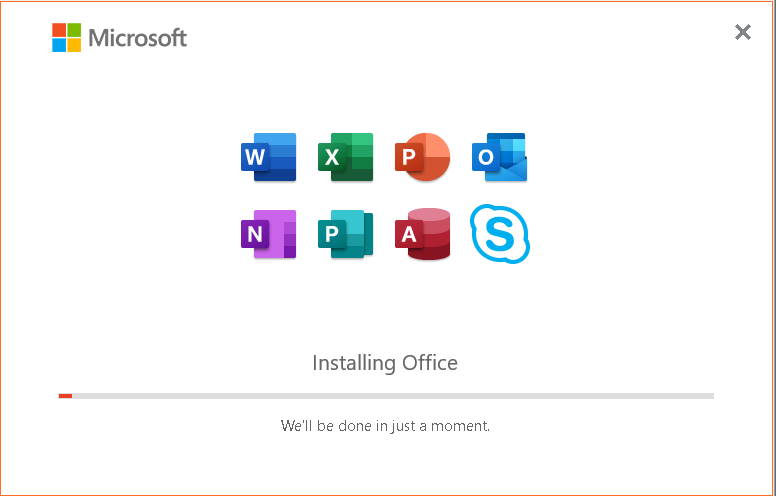 Microsoft
W X P O
N P A S
Installing Office
We'll be done in just a moment.